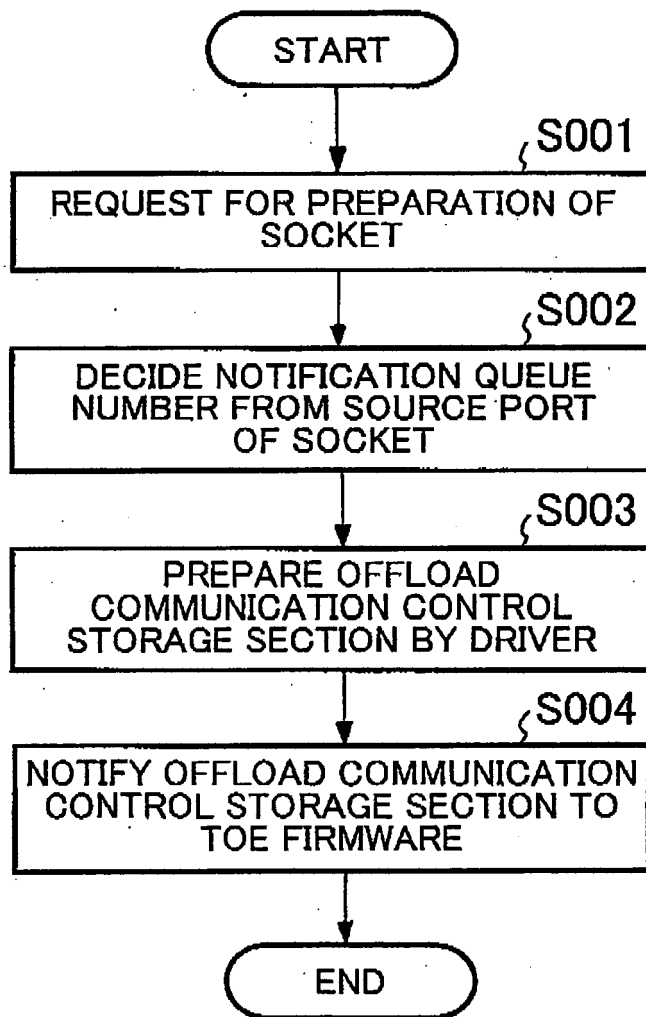 START
S001
REQUEST FOR PREPARATION OF
SOCKET
S002
DECIDE NOTIFICATION QUEUE
NUMBER FROM SOURCE PORT
OF SOCKET
S003
PREPARE OFFLOAD
COMMUNICATION CONTROL
STORAGE SECTION BY DRIVER
S004
NOTIFY OFFLOAD COMMUNICATION
CONTROL STORAGE SECTION TO
TOE FIRMWARE
END